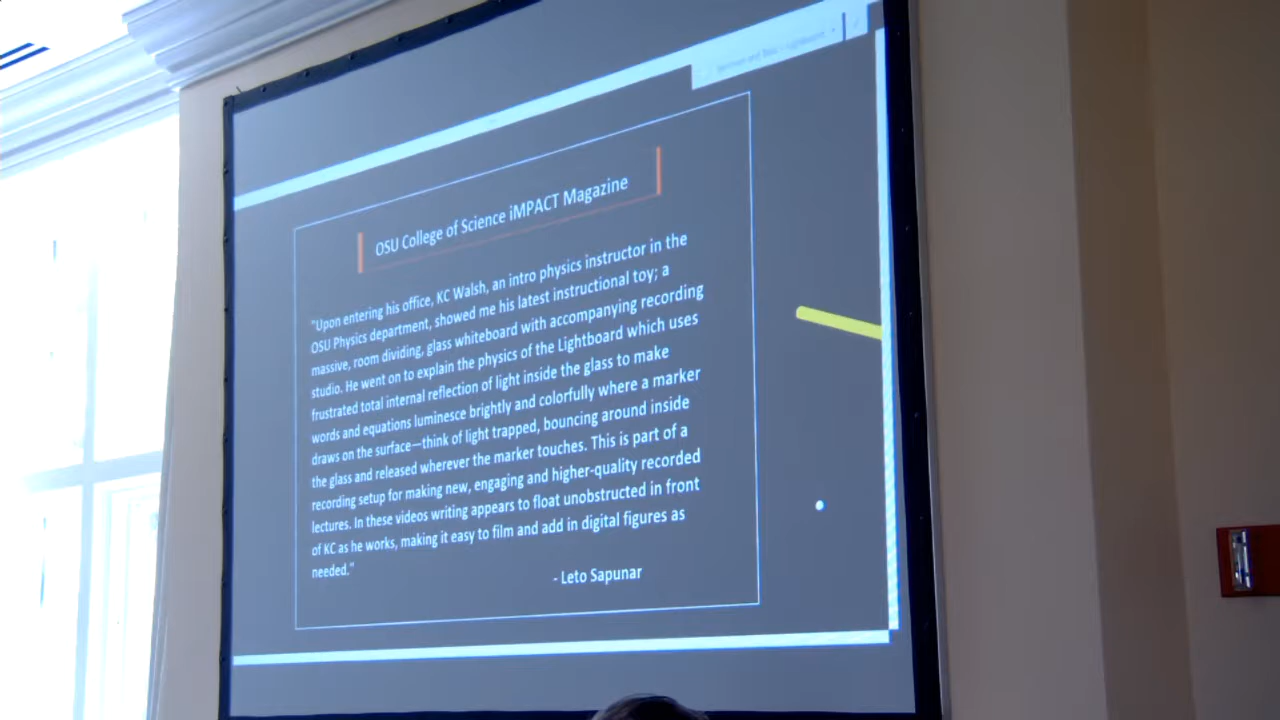 OSU College of Science iMPACT Magazine
"Upon entering his office, KC Walsh, an intro physics instructor in the
OSU Physics department, showed me his latest instructional toy; a
massive, room dividing, glass whiteboard with accompanying recording
studio. He went on to explain the physics of the Lightboard which uses
frustrated total internal reflection of light inside the glass to make
words and equations luminesce brightly and colorfully where a marker
draws on the surface—think of light trapped, bouncing around inside
the glass and released wherever the marker touches. This is part of a
recording setup for making new, engaging and higher-quality recorded
lectures. In these videos writing appears to float unobstructed in front
of KC as he works, making it easy to film and add in digital figures as
needed."
- Leto Sapunar